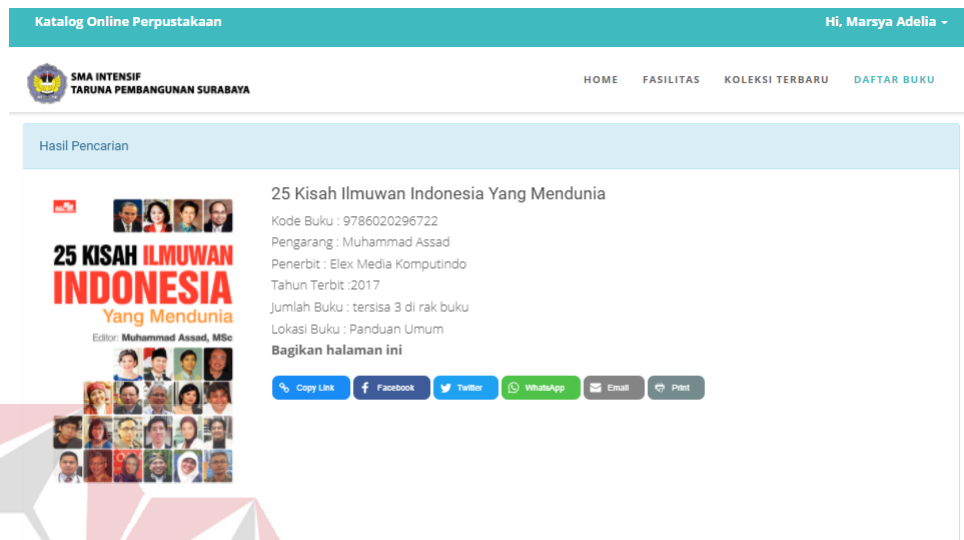 Katalog Online Perpustakaan
Hi, Marsya Adelia
SMA INTENSIF
TARUNA PEMBANGUNAN SURABAYA
HOME FASILITAS KOLEKSI TERBARU DAFTAR BUKU
Hasil Pencarian
25 KISAH ILMUWAN
INDONESIA
Yang Mendunia
Editor: Muhammad Assad, MSc
25 Kisah Ilmuwan Indonesia Yang Mendunia
Kode Buku : 9786020296722
Pengarang : Muhammad Assad
Penerbit : Elex Media Komputindo
Tahun Terbit :2017
Jumlah Buku : tersisa 3 di rak buku
Lokasi Buku : Panduan Umum
Bagikan halaman ini
Copy Link Facebook Twitter WhatsApp Email Print